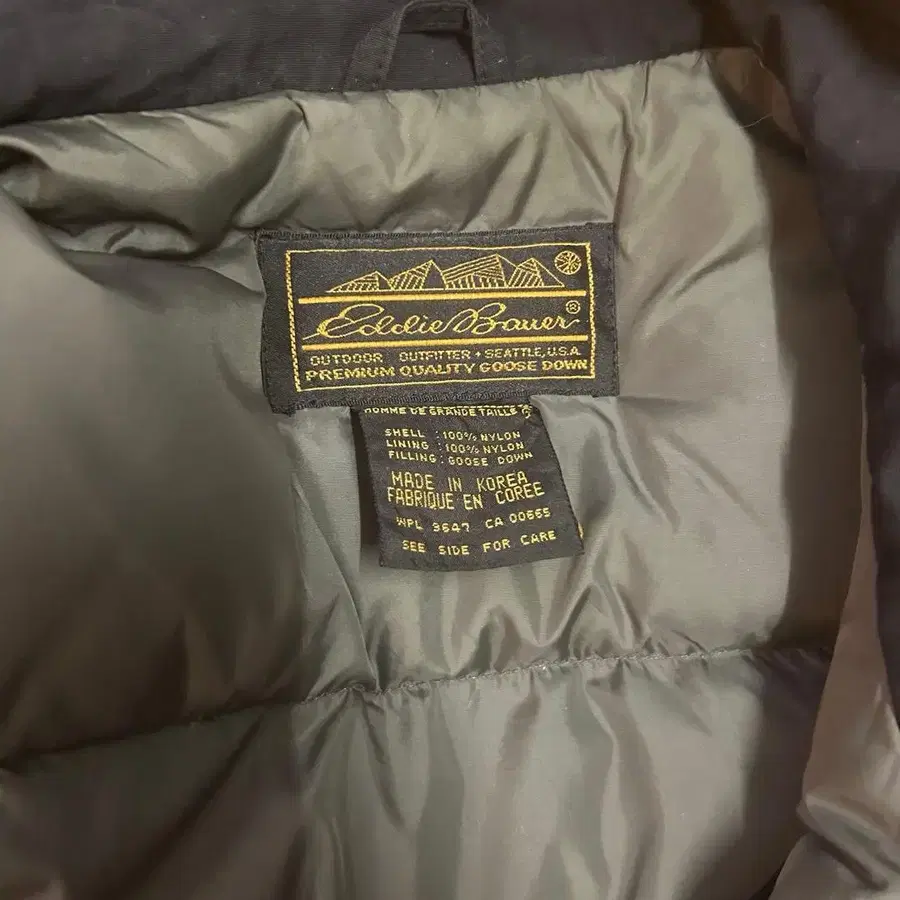 Eddie Bauer®
OUTDOOR OUTFITTER • SEATTLE, U.S.A.
PREMIUM QUALITY GOOSE DOWN
HOMME DE GRANDE TAILLE G
SHELL : 100% NYLON
LINING : 100% NYLON
FILLING : GOOSE DOWN
MADE IN KOREA
FABRIQUE EN COREE
WPL 3647 CA 00665
SEE SIDE FOR CARE